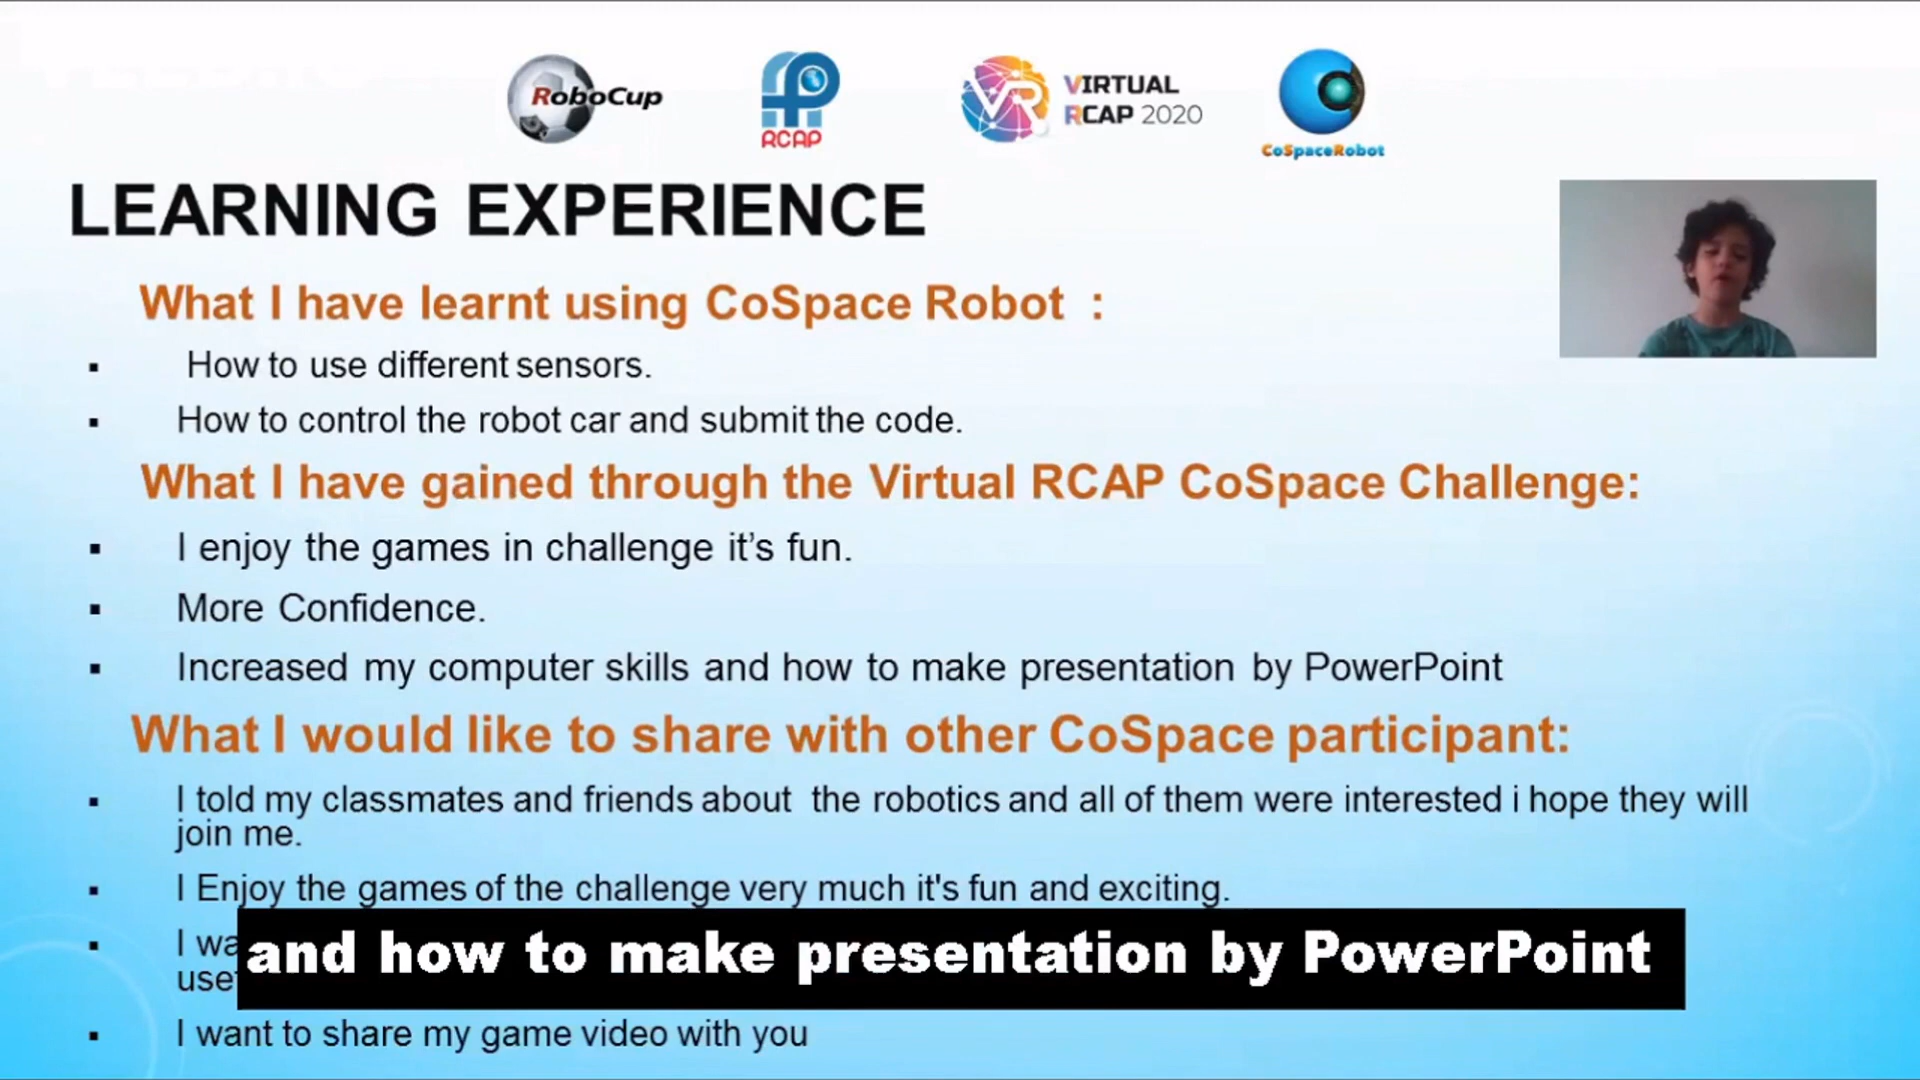 RoboCup
RCAP
VIRTUAL
RCAP 2020
CoSpaceRobot
LEARNING EXPERIENCE
What I have learnt using CoSpace Robot :
▪ How to use different sensors.
▪ How to control the robot car and submit the code.
What I have gained through the Virtual RCAP CoSpace Challenge:
▪ I enjoy the games in challenge it’s fun.
▪ More Confidence.
▪ Increased my computer skills and how to make presentation by PowerPoint
What I would like to share with other CoSpace participant:
▪ I told my classmates and friends about the robotics and all of them were interested i hope they will
join me.
▪ I Enjoy the games of the challenge very much it's fun and exciting.
▪ I
and how to make presentation by PowerPoint
▪ I want to share my game video with you